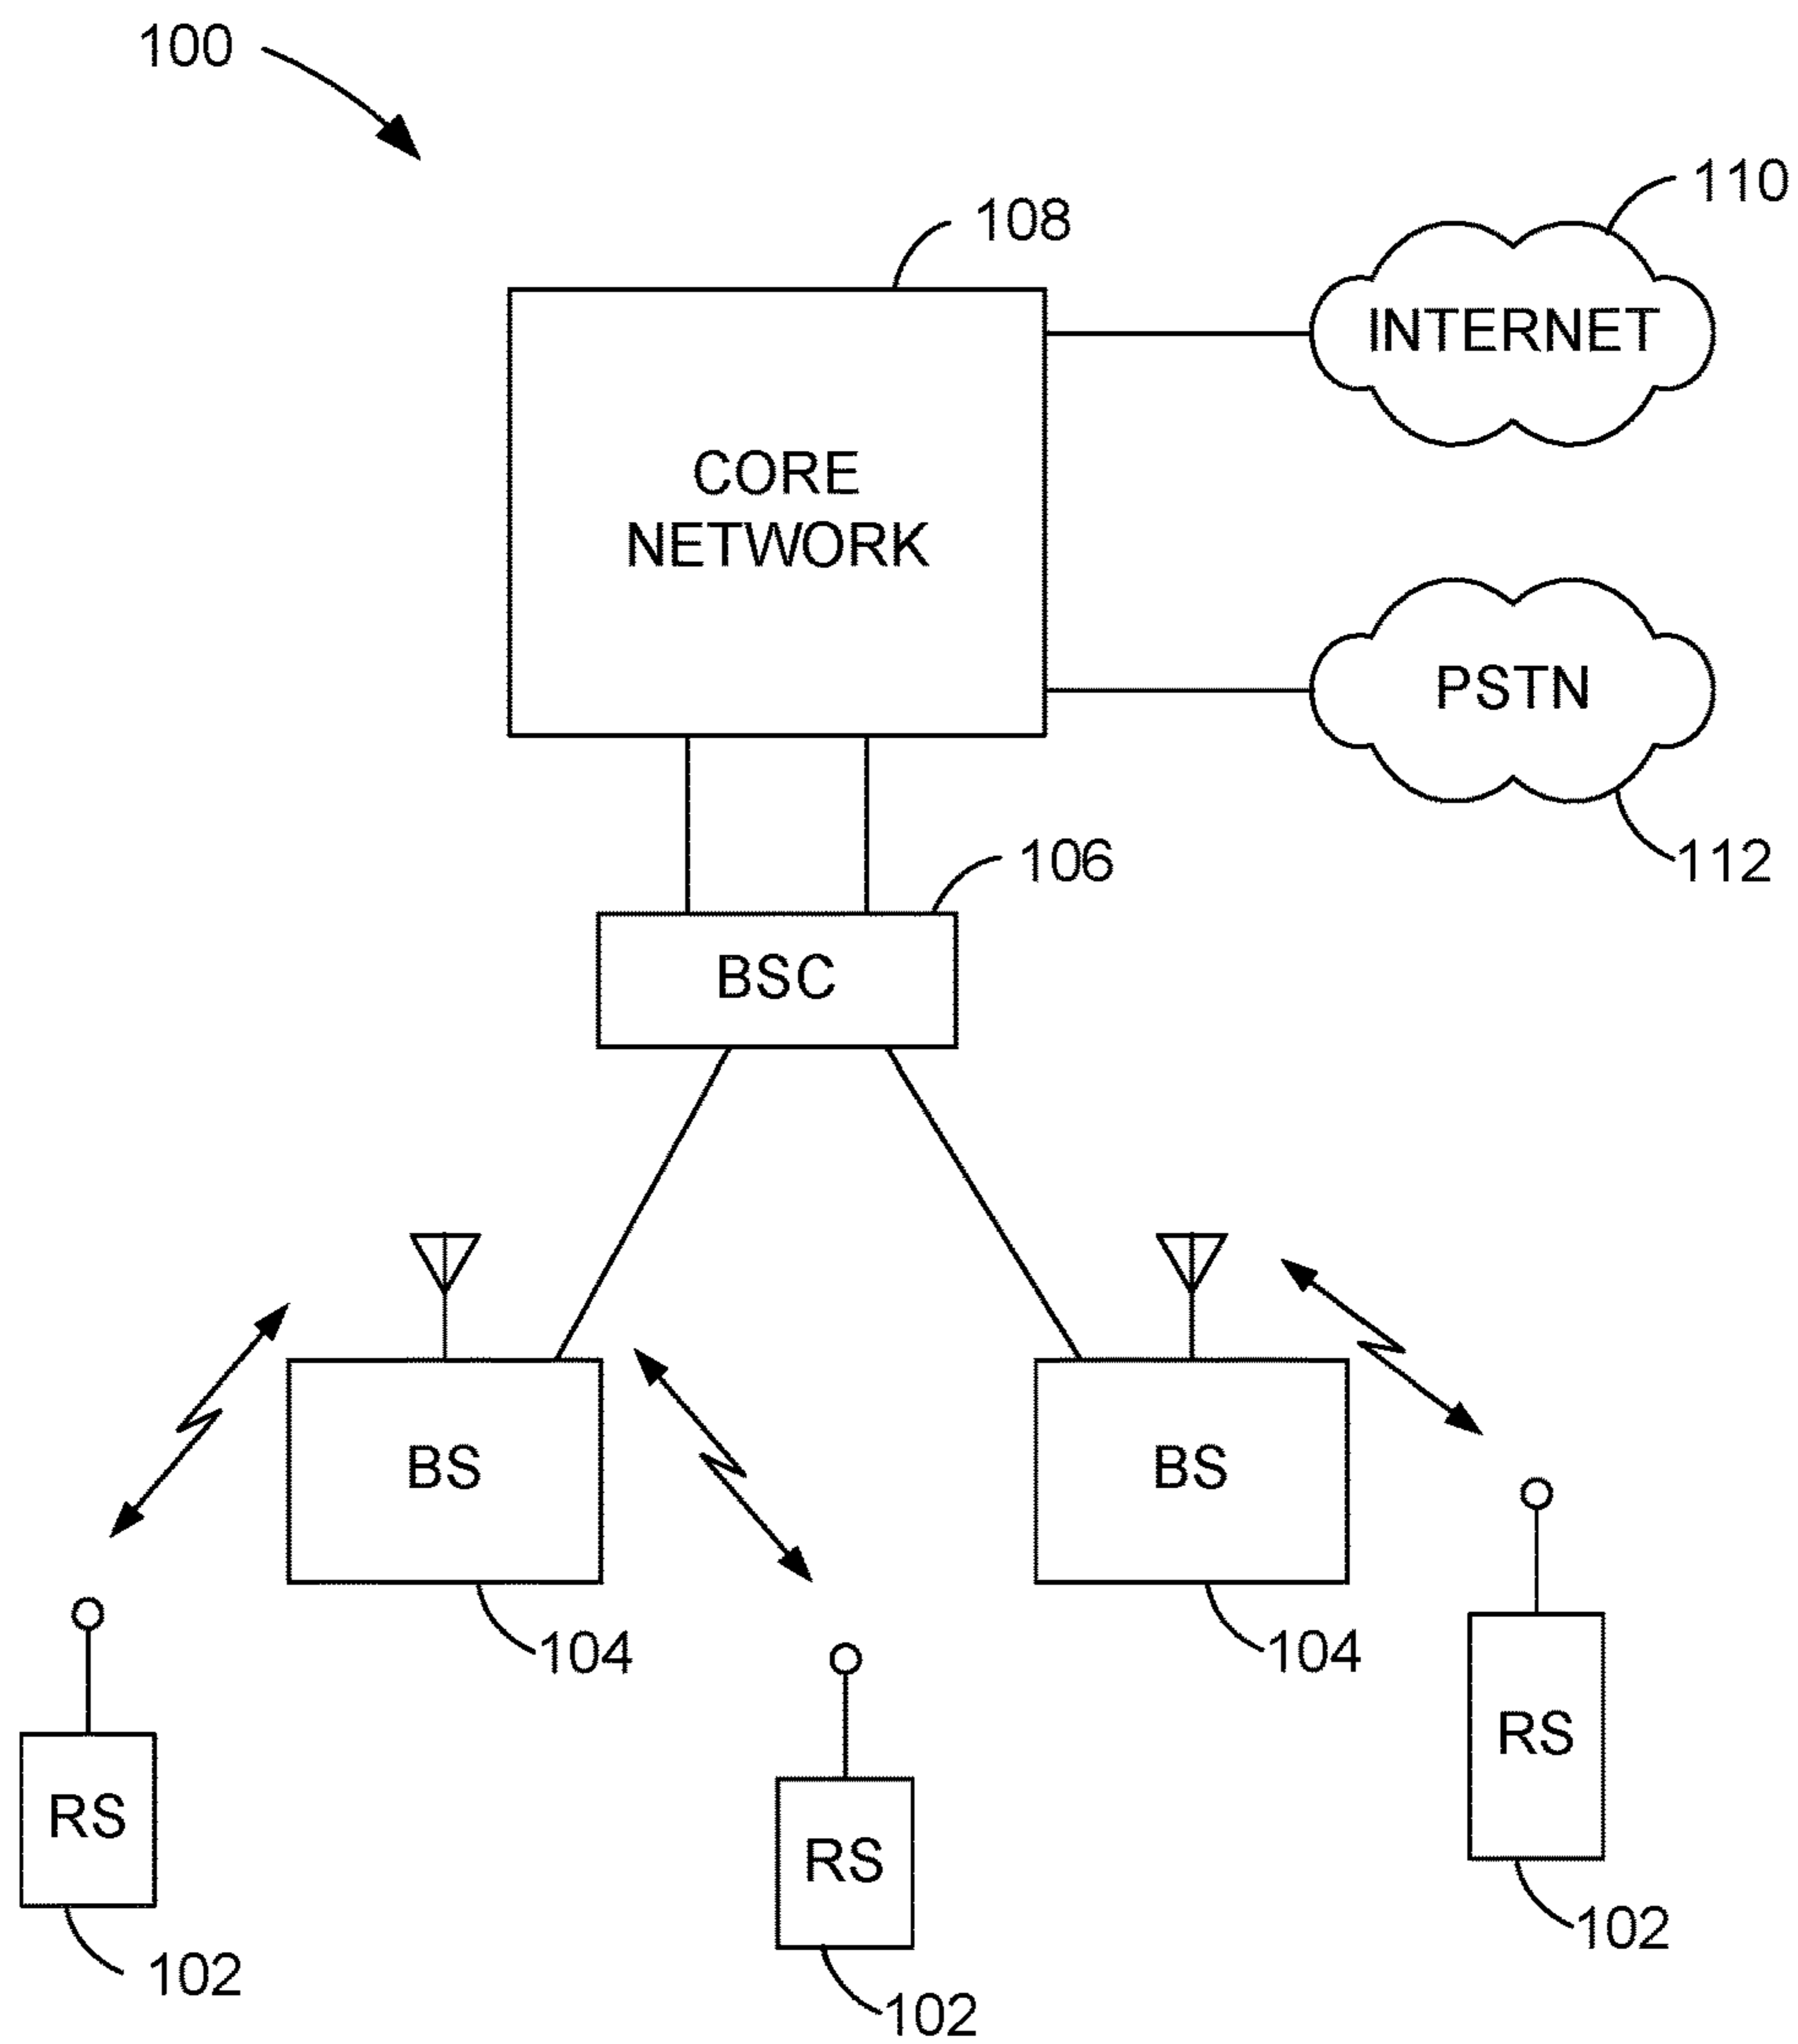 100
110
108
INTERNET
CORE
NETWORK
PSTN
106
112
BSC
BS
BS
104
104
RS
RS
RS
102
102
102